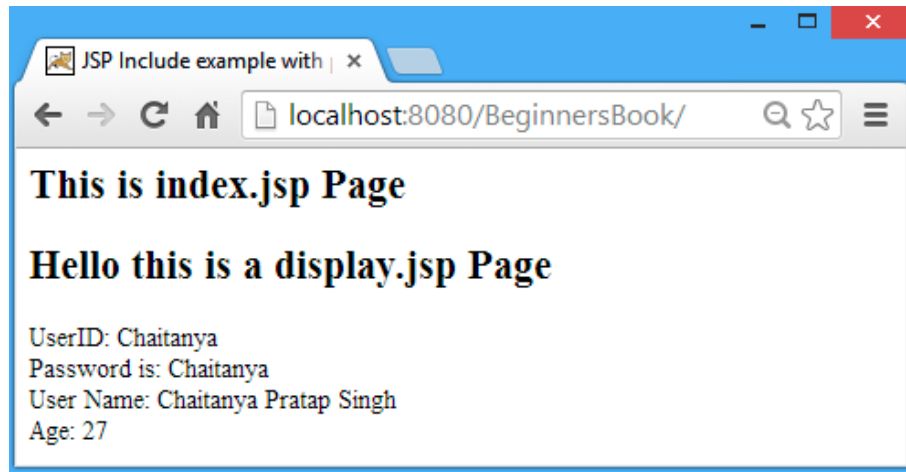 JSP Include example with
localhost:8080/BeginnersBook/
This is index.jsp Page
Hello this is a display.jsp Page
UserID: Chaitanya
Password is: Chaitanya
User Name: Chaitanya Pratap Singh
Age: 27